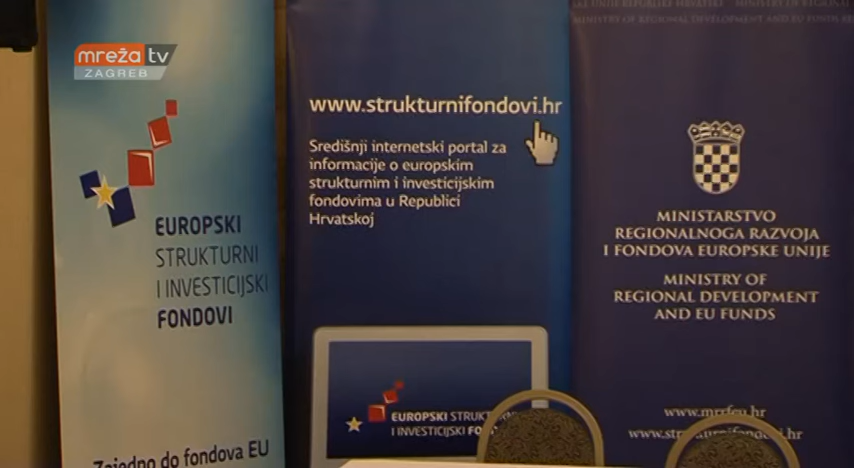 mreža tv
ZAGREB
EUROPSKI
STRUKTURNI
I INVESTICIJSKI
FONDOVI
Zajedno do fondova EU
www.strukturnifondovi.hr
Središnji internetski portal za
informacije o europskim
strukturnim i investicijskim
fondovima u Republici
Hrvatskoj
EUROPSKI
I INVESTICIJSKI
MINISTRY OF REGIONAL DEVELOPMENT AND EU FUNDS
MINISTARSTVO
REGIONALNOGA RAZVOJA
I FONDOVA EUROPSKE UNIJE
MINISTRY OF
REGIONAL DEVELOPMENT
AND EU FUNDS
www.mrrfeu.hr
www.strukturnifondovi.hr